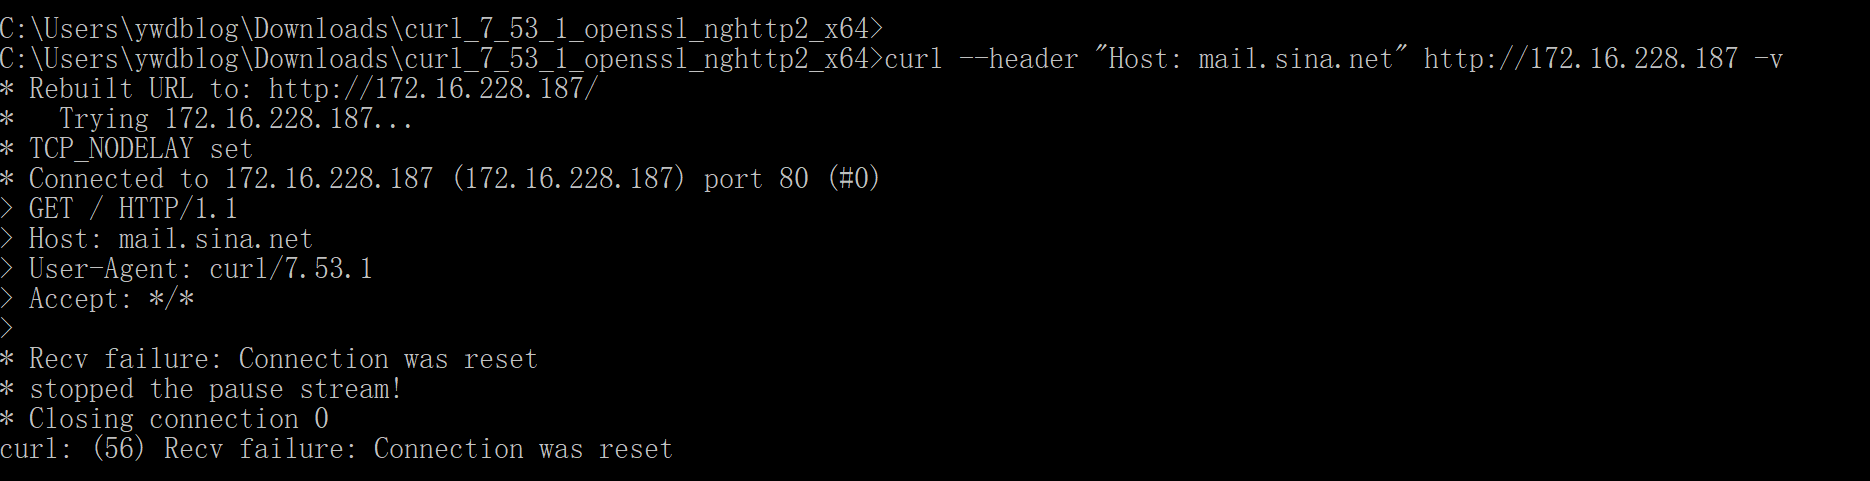 C:\Users\ywdblog\Downloads\curl_7_53_1_openssl_nghttp2_x64>
C:\Users\ywdblog\Downloads\curl_7_53_1_openssl_nghttp2_x64>curl --header "Host: mail.sina.net" http://172.16.228.187 -v
* Rebuilt URL to: http://172.16.228.187/
*   Trying 172.16.228.187...
* TCP_NODELAY set
* Connected to 172.16.228.187 (172.16.228.187) port 80 (#0)
> GET / HTTP/1.1
> Host: mail.sina.net
> User-Agent: curl/7.53.1
> Accept: */*
>
* Recv failure: Connection was reset
* stopped the pause stream!
* Closing connection 0
curl: (56) Recv failure: Connection was reset